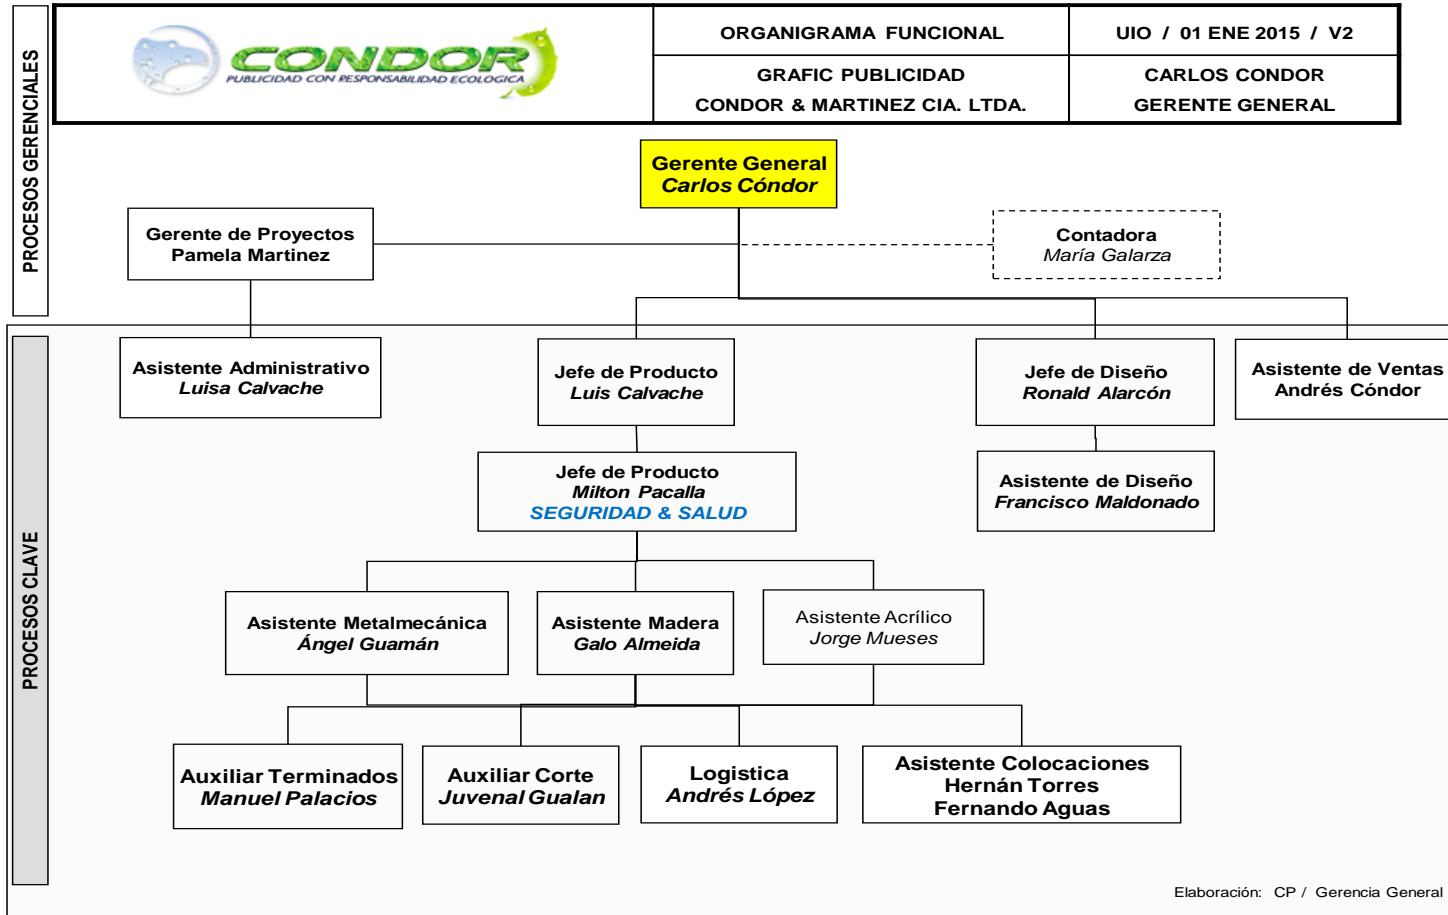 PROCESOS GERENCIALES
CONDOR
PUBLICIDAD CON RESPONSABILIDAD ECOLOGICA
ORGANIGRAMA FUNCIONAL
UIO / 01 ENE 2015 / V2
GRAFIC PUBLICIDAD
CONDOR & MARTINEZ CIA. LTDA.
CARLOS CONDOR
GERENTE GENERAL
Gerente General
Carlos Cóndor
Gerente de Proyectos
Pamela Martinez
Contadora
María Galarza
PROCESOS CLAVE
Asistente Administrativo
Luisa Calvache
Jefe de Producto
Luis Calvache
Jefe de Diseño
Ronald Alarcón
Asistente de Ventas
Andrés Cóndor
Jefe de Producto
Milton Pacalla
SEGURIDAD & SALUD
Asistente de Diseño
Francisco Maldonado
Asistente Metalmecánica
Ángel Guamán
Asistente Madera
Galo Almeida
Asistente Acrílico
Jorge Mueses
Auxiliar Terminados
Manuel Palacios
Auxiliar Corte
Juvenal Gualan
Logistica
Andrés López
Asistente Colocaciones
Hernán Torres
Fernando Aguas
Elaboración: CP / Gerencia General